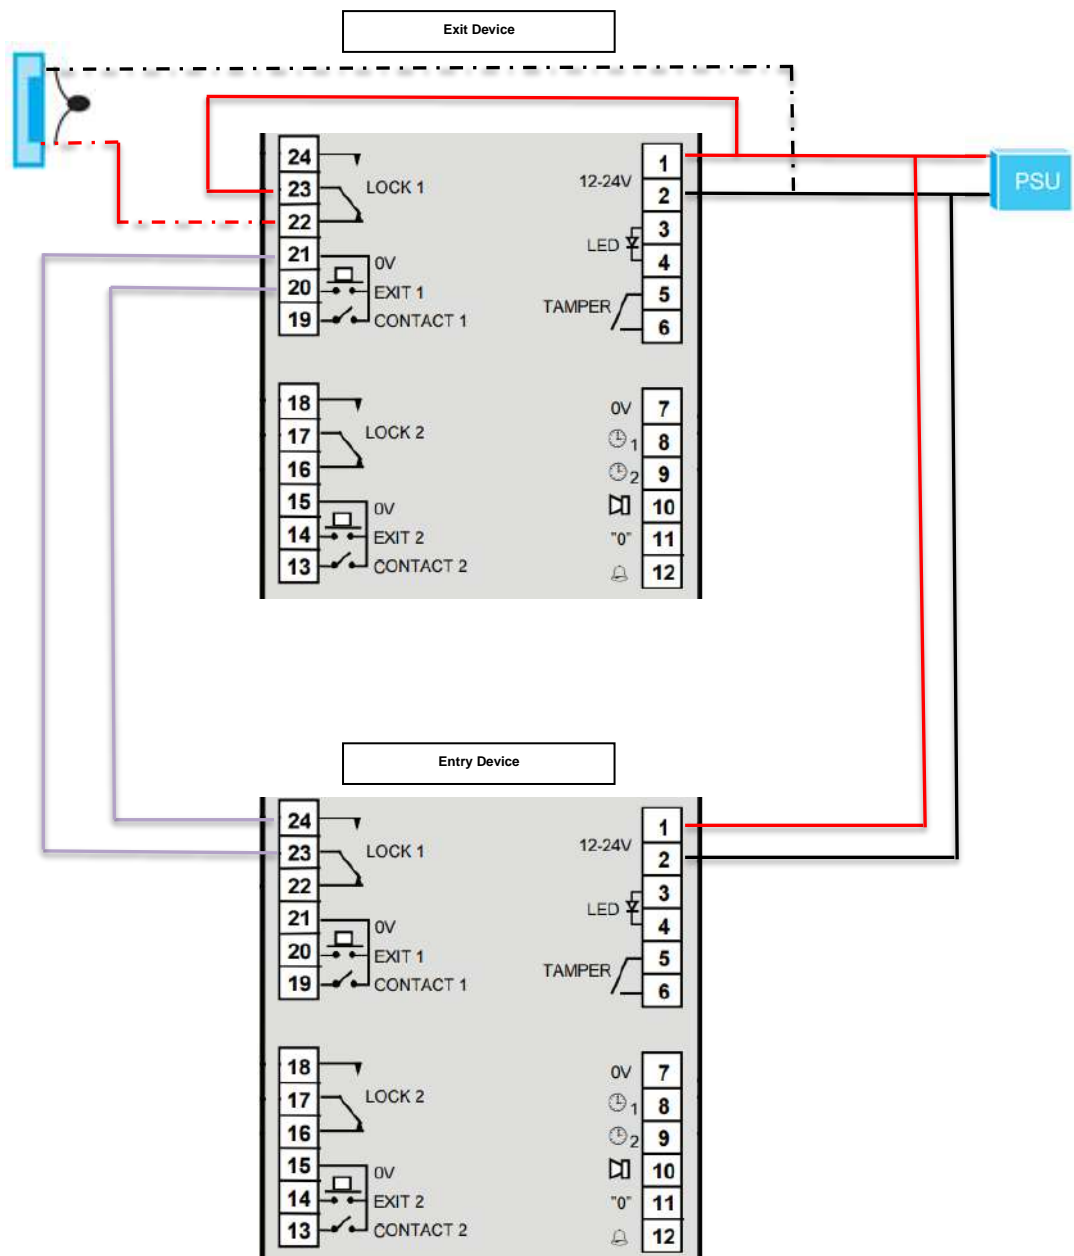 Exit Device
PSU
24
23
22
21
20
19
LOCK 1
0V
EXIT 1
CONTACT 1
12-24V
LED
TAMPER
1
2
3
4
5
6
18
17
16
15
14
13
LOCK 2
0V
EXIT 2
CONTACT 2
0V
1
2
"0"
7
8
9
10
11
12
Entry Device
24
23
22
21
20
19
LOCK 1
0V
EXIT 1
CONTACT 1
12-24V
LED
TAMPER
1
2
3
4
5
6
18
17
16
15
14
13
LOCK 2
0V
EXIT 2
CONTACT 2
0V
1
2
"0"
7
8
9
10
11
12